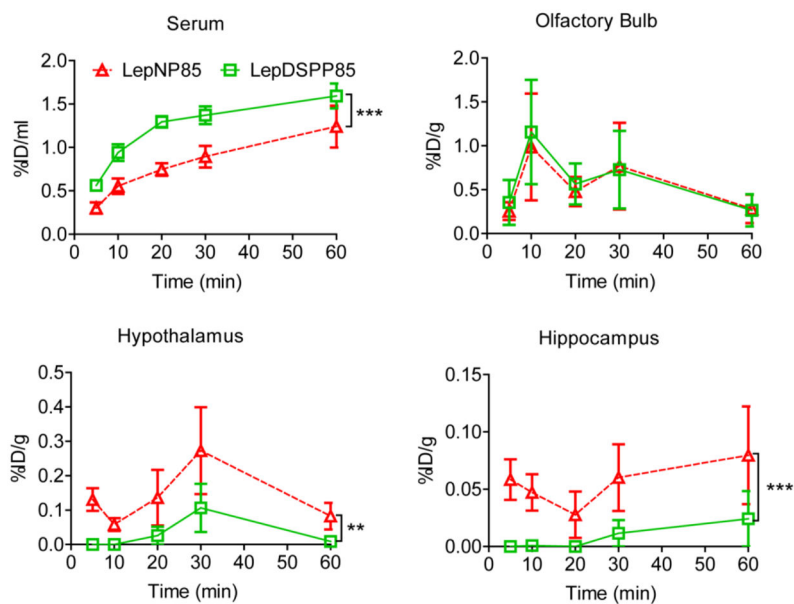 Serum
LepNP85 LepDSPP85
%ID/ml
2.0
1.5
1.0
0.5
0.0
***
0 10 20 30 40 50 60
Time (min)
Olfactory Bulb
%ID/g
2.0
1.5
1.0
0.5
0.0
0 10 20 30 40 50 60
Time (min)
Hypothalamus
%ID/g
0.5
0.4
0.3
0.2
0.1
0.0
**
0 10 20 30 40 50 60
Time (min)
Hippocampus
%ID/g
0.15
0.10
0.05
0.00
***
0 10 20 30 40 50 60
Time (min)